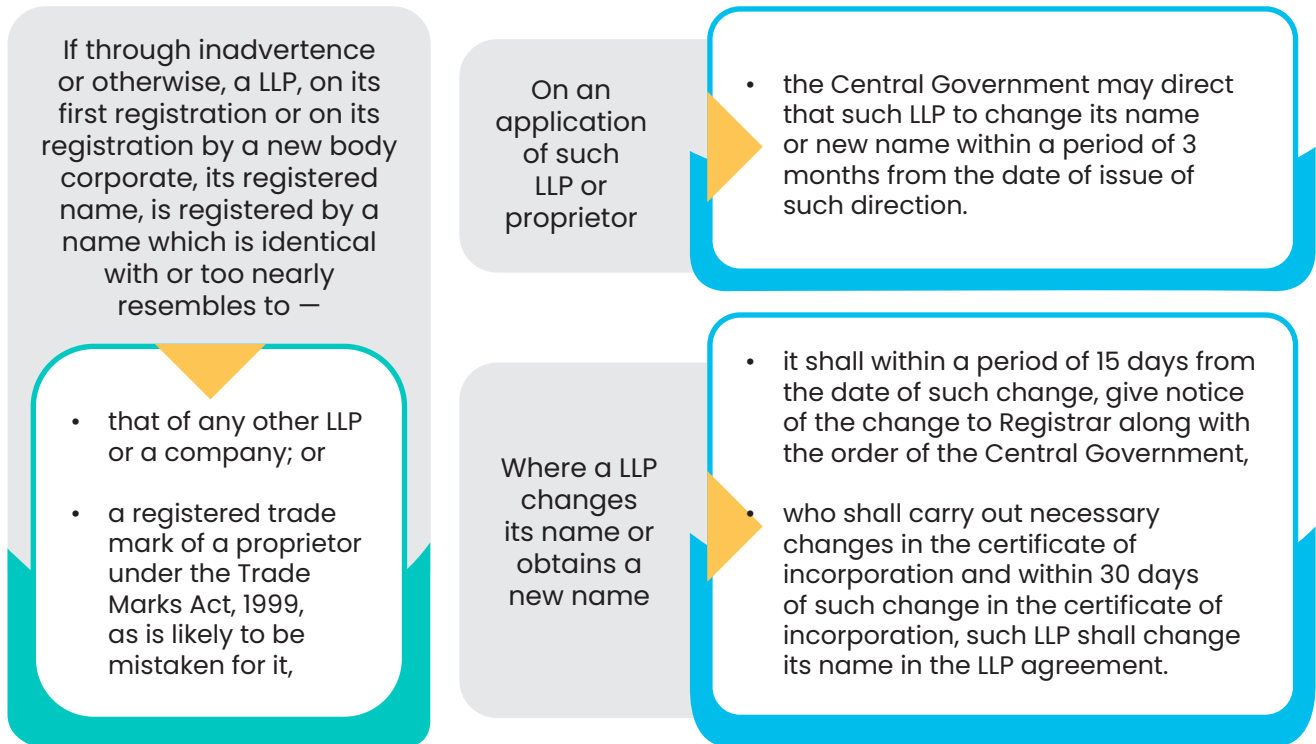 If through inadvertence
or otherwise, a LLP, on its
first registration or on its
registration by a new body
corporate, its registered
name, is registered by a
name which is identical
with or too nearly
resembles to —
• that of any other LLP
or a company; or
• a registered trade
mark of a proprietor
under the Trade
Marks Act, 1999,
as is likely to be
mistaken for it,
On an
application
of such
LLP or
proprietor
• the Central Government may direct
that such LLP to change its name
or new name within a period of 3
months from the date of issue of
such direction.
Where a LLP
changes
its name or
obtains a
new name
• it shall within a period of 15 days from
the date of such change, give notice
of the change to Registrar along with
the order of the Central Government,
• who shall carry out necessary
changes in the certificate of
incorporation and within 30 days
of such change in the certificate of
incorporation, such LLP shall change
its name in the LLP agreement.